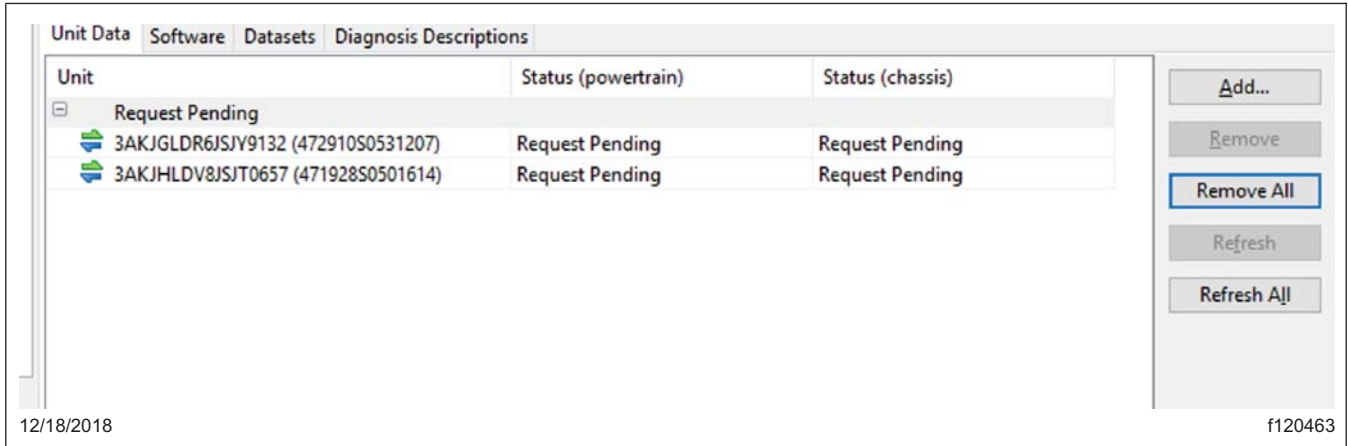 Unit Data Software Datasets Diagnosis Descriptions
Unit Status (powertrain) Status (chassis)
Request Pending
3AKJGLDR6JSJY9132 (472910S0531207) Request Pending Request Pending
3AKJHLDV8JSJT0657 (471928S0501614) Request Pending Request Pending
Add...
Remove
Remove All
Refresh
Refresh All
12/18/2018 f120463